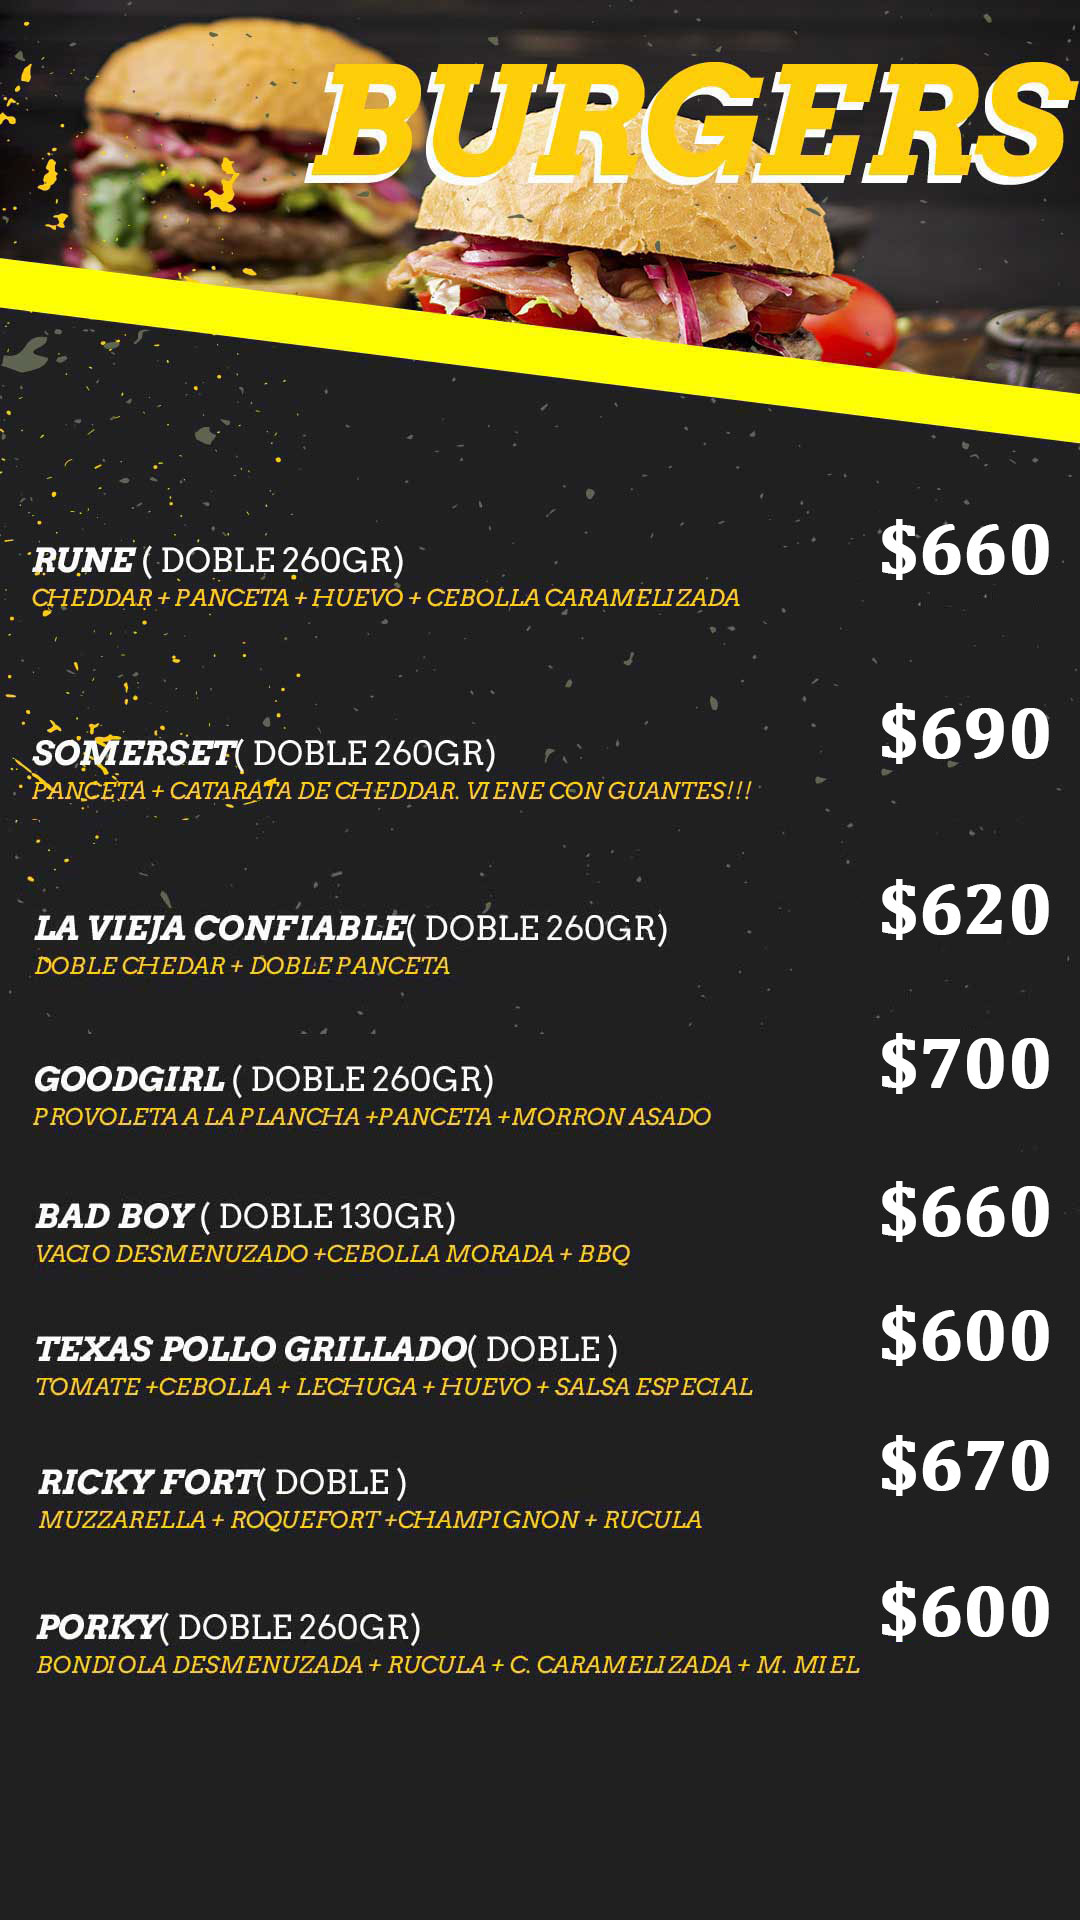 BURGERS
RUNE ( DOBLE 260GR) $660
CHEDDAR + PANCETA + HUEVO + CEBOLLA CARAMELIZADA
SOMERSET( DOBLE 260GR) $690
PANCETA + CATARATA DE CHEDDAR. VIENE CON GUANTES!!!
LA VIEJA CONFIABLE( DOBLE 260GR) $620
DOBLE CHEDAR + DOBLE PANCETA
GOODGIRL ( DOBLE 260GR) $700
PROVOLETA A LA PLANCHA +PANCETA +MORRON ASADO
BAD BOY ( DOBLE 130GR) $660
VACIO DESMENUZADO +CEBOLLA MORADA + BBQ
TEXAS POLLO GRILLADO( DOBLE ) $600
TOMATE +CEBOLLA + LECHUGA + HUEVO + SALSA ESPECIAL
RICKY FORT( DOBLE ) $670
MUZZARELLA + ROQUEFORT +CHAMPIGNON + RUCULA
PORKY( DOBLE 260GR) $600
BONDIOLA DESMENUZADA + RUCULA + C. CARAMELIZADA + M. MIEL